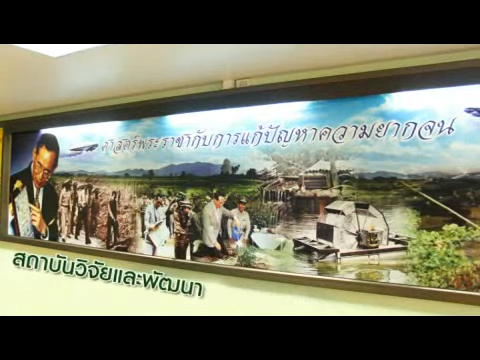 ศาสตร์พระราชากับการแก้ปัญหาความยากจน
สถาบันวิจัยและพัฒนา